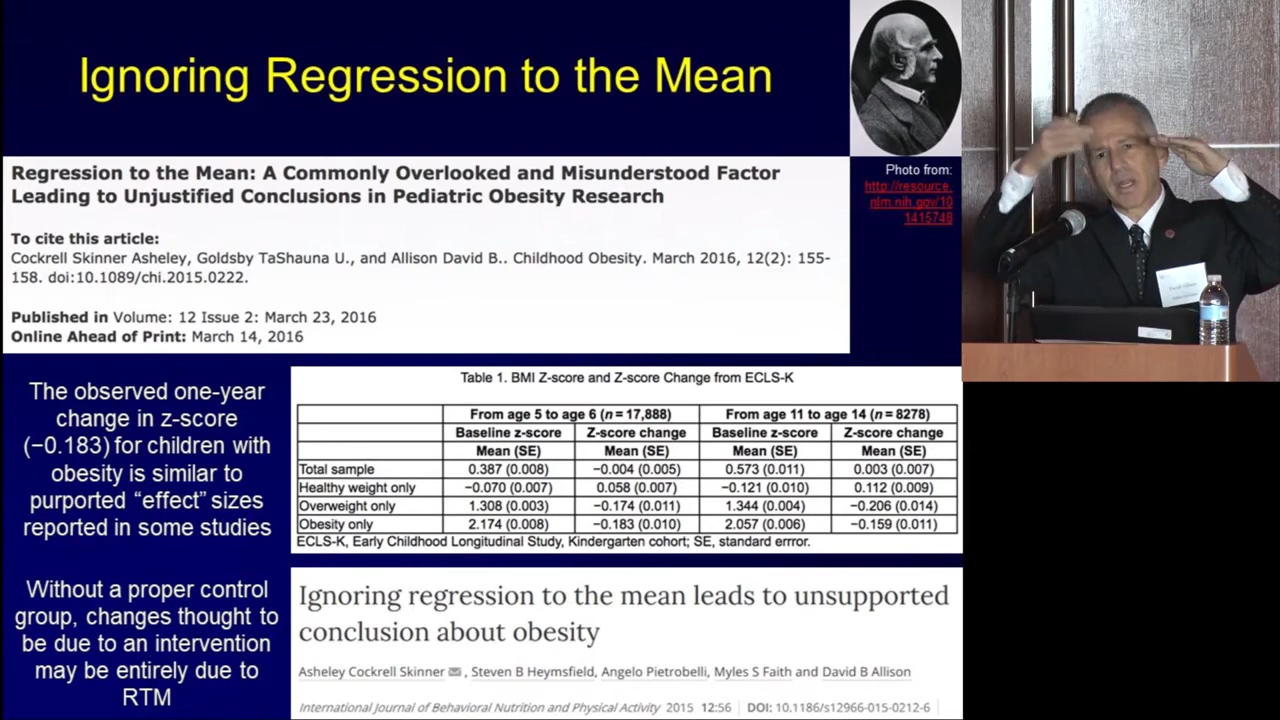 Ignoring Regression to the Mean
Photo from:
http://resource.
nlm.nih.gov/10
1415748
Regression to the Mean: A Commonly Overlooked and Misunderstood Factor
Leading to Unjustified Conclusions in Pediatric Obesity Research
To cite this article:
Cockrell Skinner Asheley, Goldsby TaShauna U., and Allison David B.. Childhood Obesity. March 2016, 12(2): 155-
158. doi:10.1089/chi.2015.0222.
Published in Volume: 12 Issue 2: March 23, 2016
Online Ahead of Print: March 14, 2016
The observed one-year
change in z-score
(−0.183) for children with
obesity is similar to
purported “effect” sizes
reported in some studies
Without a proper control
group, changes thought to
be due to an intervention
may be entirely due to
RTM
Table 1. BMI Z-score and Z-score Change from ECLS-K
From age 5 to age 6 (n = 17,888) From age 11 to age 14 (n = 8278)
Baseline z-score Z-score change Baseline z-score Z-score change
Mean (SE) Mean (SE) Mean (SE) Mean (SE)
Total sample 0.387 (0.008) −0.004 (0.005) 0.573 (0.011) 0.003 (0.007)
Healthy weight only −0.070 (0.007) 0.058 (0.007) −0.121 (0.010) 0.112 (0.009)
Overweight only 1.308 (0.003) −0.174 (0.011) 1.344 (0.004) −0.206 (0.014)
Obesity only 2.174 (0.008) −0.183 (0.010) 2.057 (0.006) −0.159 (0.011)
ECLS-K, Early Childhood Longitudinal Study, Kindergarten cohort; SE, standard errror.
Ignoring regression to the mean leads to unsupported
conclusion about obesity
Asheley Cockrell Skinner, Steven B Heymsfield, Angelo Pietrobelli, Myles S Faith and David B Allison
International Journal of Behavioral Nutrition and Physical Activity 2015 12:56 DOI: 10.1186/s12966-015-0212-6